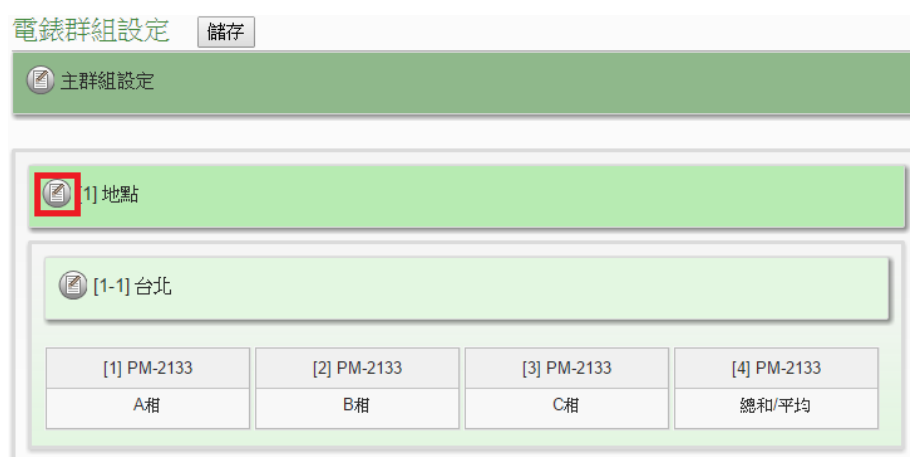 電錶群組設定 儲存
主群組設定
[1] 地點
[1-1] 台北
[1] PM-2133 [2] PM-2133 [3] PM-2133 [4] PM-2133
A相 B相 C相 總和/平均